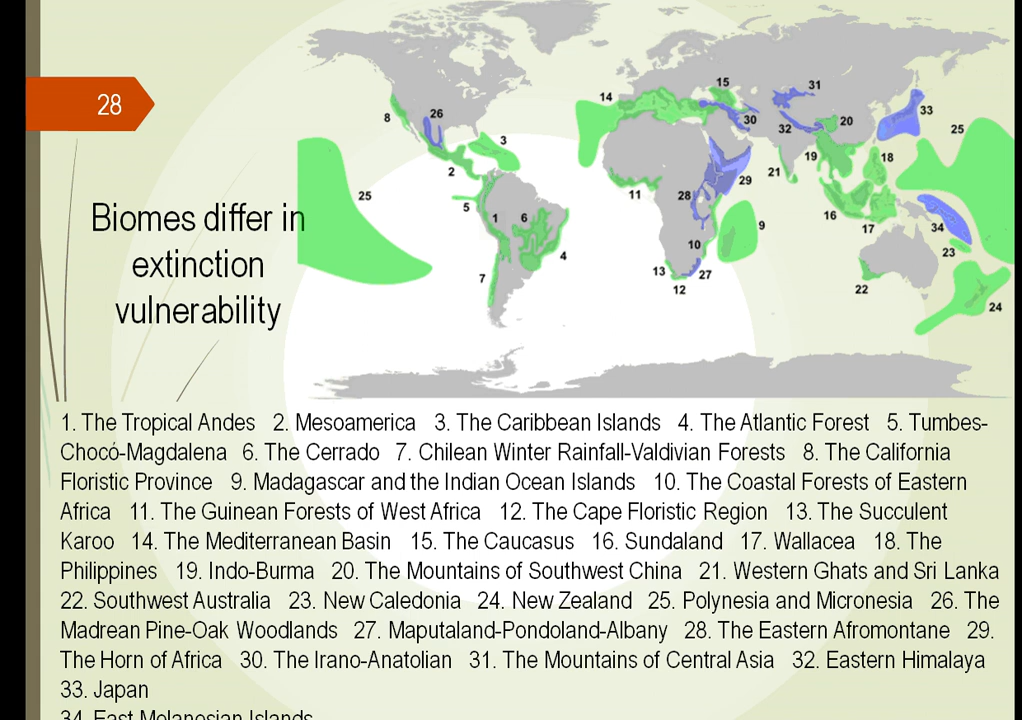 28
Biomes differ in
extinction
vulnerability
15
31
14
26
8
33
30
20
32
25
3
19
18
2
21
29
25
11
28
5
16
1
6
9
17
34
10
23
4
13
27
7
12
22
24
1. The Tropical Andes 2. Mesoamerica 3. The Caribbean Islands 4. The Atlantic Forest 5. Tumbes-
Chocó-Magdalena 6. The Cerrado 7. Chilean Winter Rainfall-Valdivian Forests 8. The California
Floristic Province 9. Madagascar and the Indian Ocean Islands 10. The Coastal Forests of Eastern
Africa 11. The Guinean Forests of West Africa 12. The Cape Floristic Region 13. The Succulent
Karoo 14. The Mediterranean Basin 15. The Caucasus 16. Sundaland 17. Wallacea 18. The
Philippines 19. Indo-Burma 20. The Mountains of Southwest China 21. Western Ghats and Sri Lanka
22. Southwest Australia 23. New Caledonia 24. New Zealand 25. Polynesia and Micronesia 26. The
Madrean Pine-Oak Woodlands 27. Maputaland-Pondoland-Albany 28. The Eastern Afromontane 29.
The Horn of Africa 30. The Irano-Anatolian 31. The Mountains of Central Asia 32. Eastern Himalaya
33. Japan
34. East Melanesian Islands